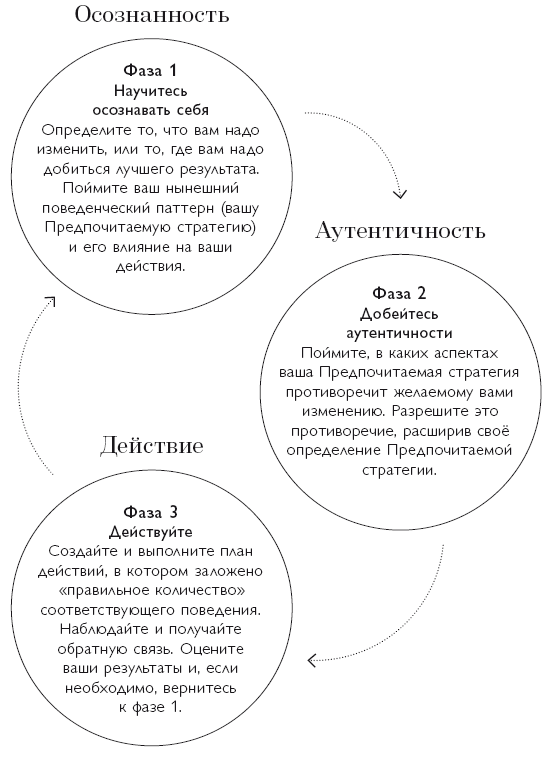 Осознанность
Фаза 1
Научитесь
осознавать себя
Определите то, что вам надо
изменить, или то, где вам надо
добиться лучшего результата.
Поймите ваш нынешний
поведенческий паттерн (вашу
Предпочитаемую стратегию)
и его влияние на ваши
действия.
Аутентичность
Фаза 2
Добейтесь
аутентичности
Поймите, в каких аспектах
ваша Предпочитаемая стратегия
противоречит желаемому вами
изменению. Разрешите это
противоречие, расширив своё
определение Предпочитаемой
стратегии.
Действие
Фаза 3
Действуйте
Создайте и выполните план
действий, в котором заложено
«правильное количество»
соответствующего поведения.
Наблюдайте и получайте
обратную связь. Оцените
ваши результаты и, если
необходимо, вернитесь
к фазе 1.